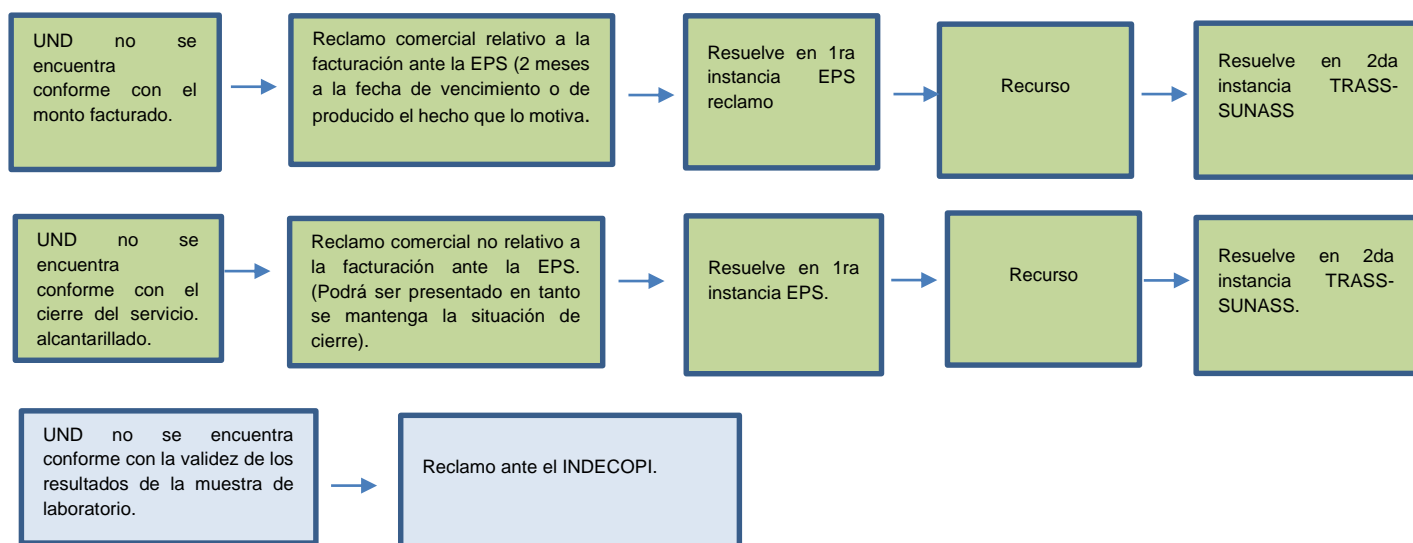 UND no se
encuentra
conforme con el
monto facturado.
Reclamo comercial relativo a la
facturación ante la EPS (2 meses
a la fecha de vencimiento o de
producido el hecho que lo motiva.
Resuelve en 1ra
instancia EPS
reclamo
Recurso
Resuelve en 2da
instancia TRASS-
SUNASS
UND no se
encuentra
conforme con el
cierre del servicio.
alcantarillado.
Reclamo comercial no relativo a
la facturación ante la EPS.
(Podrá ser presentado en tanto
se mantenga la situación de
cierre).
Resuelve en 1ra
instancia EPS.
Recurso
Resuelve en 2da
instancia TRASS-
SUNASS.
UND no se encuentra
conforme con la validez de los
resultados de la muestra de
laboratorio.
Reclamo ante el INDECOPI.